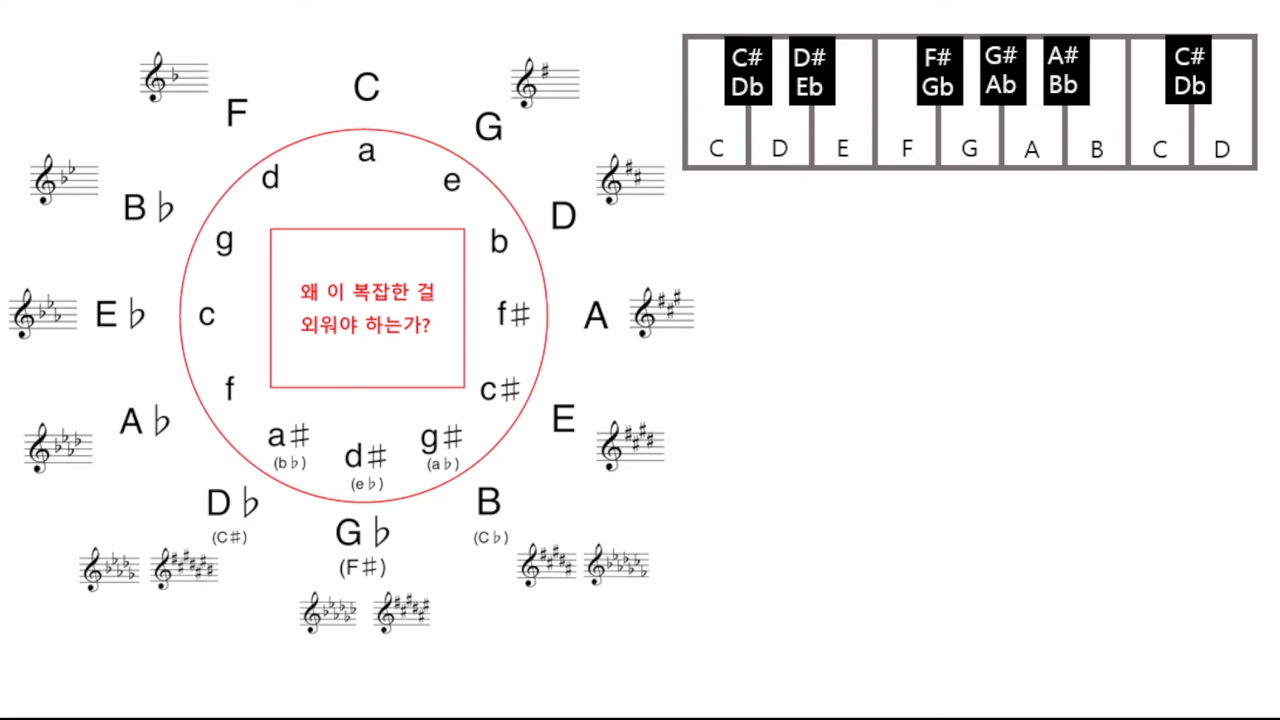 C
G
D
A
E
B
(C♭)
G♭
(F♯)
D♭
(C♯)
A♭
E♭
B♭
F
a
e
b
f♯
c♯
g♯
(a♭)
d♯
(e♭)
a♯
(b♭)
f
c
g
d
왜 이 복잡한 걸
외워야 하는가?
C# D# F# G# A# C#
Db Eb Gb Ab Bb Db
C D E F G A B C D